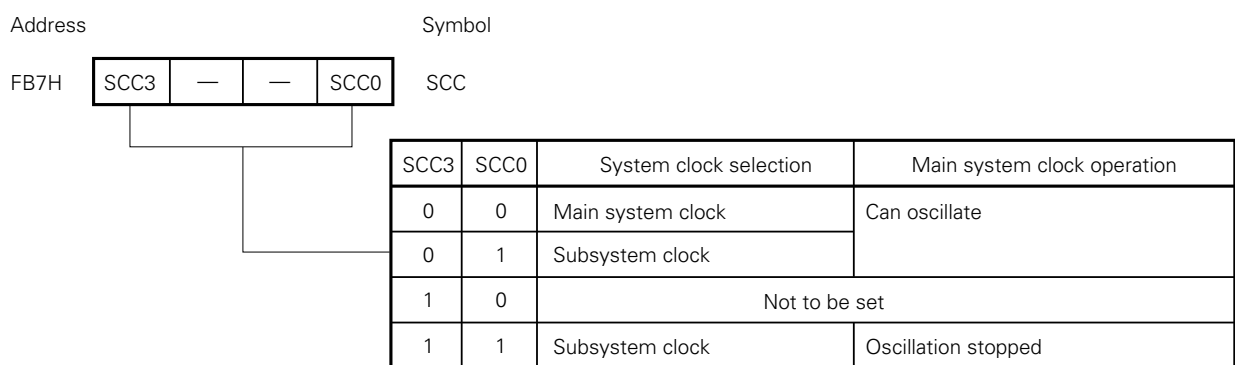 Address Symbol
FB7H SCC3 — — SCC0 SCC
SCC3 SCC0 System clock selection Main system clock operation
0 0 Main system clock Can oscillate
0 1 Subsystem clock
1 0 Not to be set
1 1 Subsystem clock Oscillation stopped